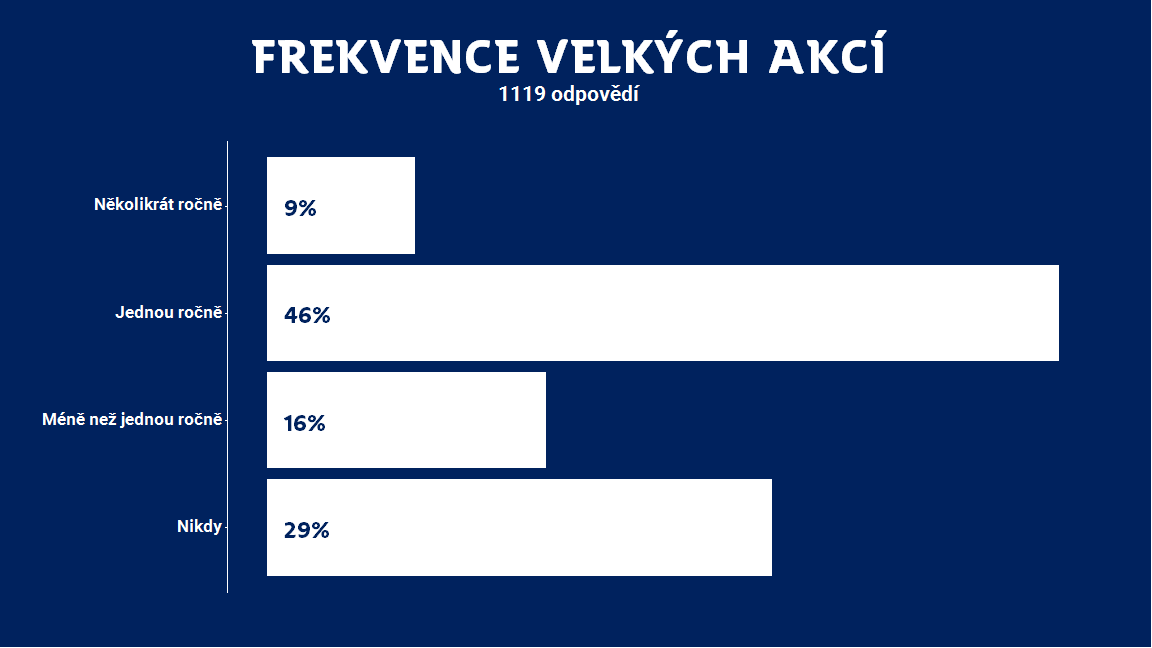 FREKVENCE VELKÝCH AKCÍ
1119 odpovědí
Několikrát ročně
9%
Jednou ročně
46%
Méně než jednou ročně
16%
Nikdy
29%